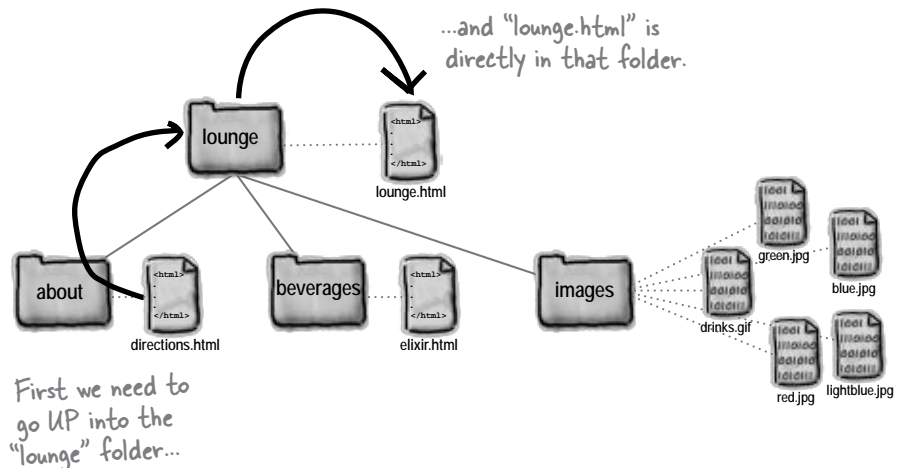 ...and “lounge.html” is
directly in that folder.
lounge
<html>
.
.
.
</html>
lounge.html
about
<html>
.
.
.
</html>
directions.html
beverages
<html>
.
.
.
</html>
elixir.html
images
green.jpg
blue.jpg
drinks.gif
red.jpg
lightblue.jpg
First we need to
go UP into the
“lounge” folder...